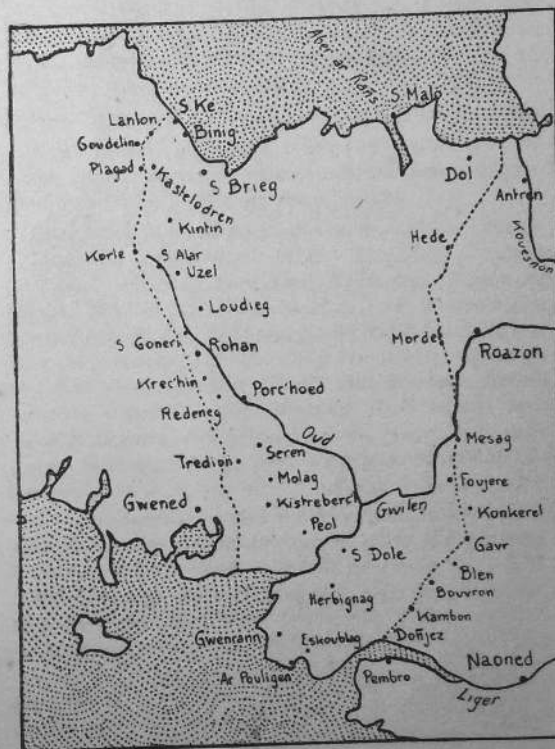 Aber ar Rañs
S Malo
S Ke
Lanlon
Binig
Goudelin
Plagad
Kastelodren
S Brieg
Dol
Antren
Kouesnon
Kintin
Hede
Korle
S Alar
Uzel
Loudieg
S Goneri
Rohan
Mordel
Roazon
Krec'hin
Porc'hoed
Redeneg
Oud
Mesag
Seren
Tredion
Molag
Foujere
Gwened
Kistreberc'l
Gwilen
Konkerel
Peol
Gavr
S Dole
Blen
Herbignag
Bouvron
Kambon
Gwenrann
Eskoublag
Doñjez
Naoned
Ar Pouligen
Pembro
Liger